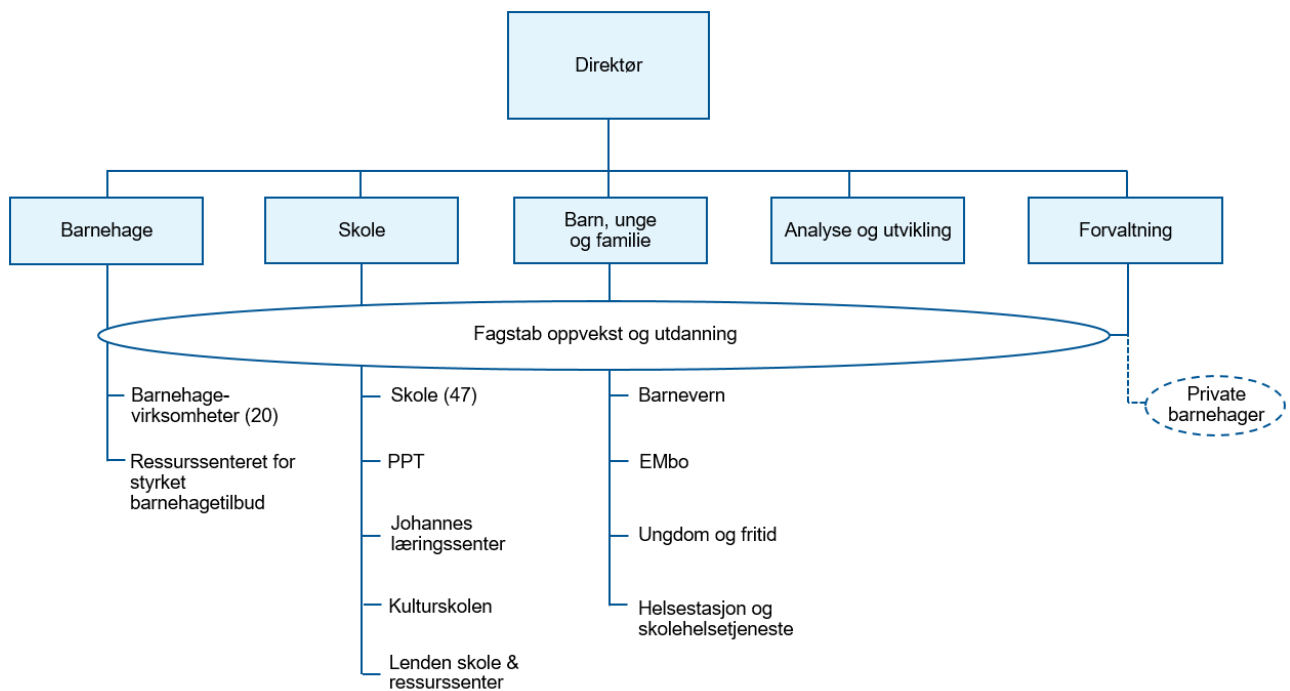 Direktør
Barnehage
Skole
Barn, unge
og familie
Analyse og utvikling
Forvaltning
Fagstab oppvekst og utdanning
Barnehage-
virksomheter (20)
Ressurssenteret for
styrket
barnehagetilbud
Skole (47)
PPT
Johannes
læringssenter
Kulturskolen
Lenden skole &
ressurssenter
Barnevern
EMbo
Ungdom og fritid
Helsestasjon og
skolehelsetjeneste
Private
barnehager